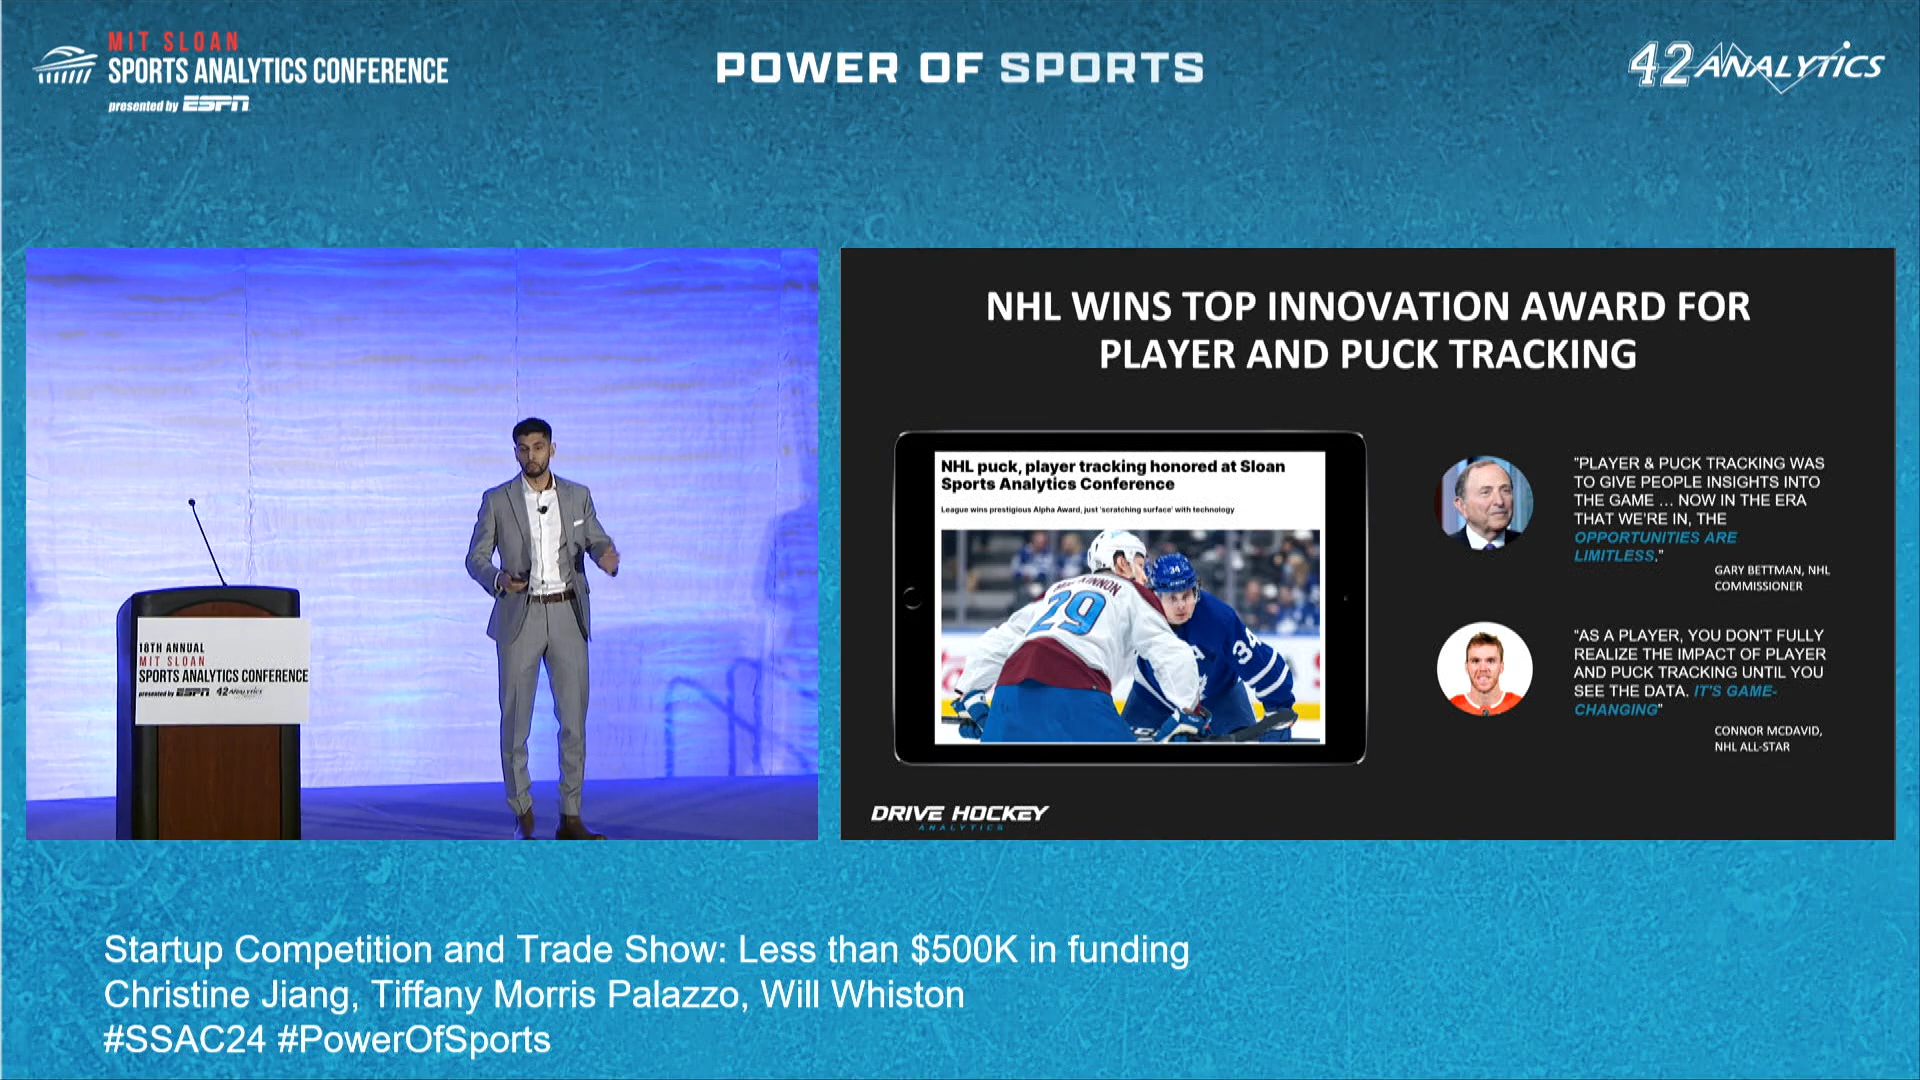 MIT SLOAN
SPORTS ANALYTICS CONFERENCE
presented by ESPN
POWER OF SPORTS
42 ANALYTICS
18TH ANNUAL
MIT SLOAN
SPORTS ANALYTICS CONFERENCE
presented by ESPN 42 ANALYTICS
NHL WINS TOP INNOVATION AWARD FOR
PLAYER AND PUCK TRACKING
NHL puck, player tracking honored at Sloan
Sports Analytics Conference
League wins prestigious Alpha Award, just 'scratching surface' with technology
29
34
34
"PLAYER & PUCK TRACKING WAS
TO GIVE PEOPLE INSIGHTS INTO
THE GAME ... NOW IN THE ERA
THAT WE'RE IN, THE
OPPORTUNITIES ARE
LIMITLESS."
GARY BETTMAN, NHL
COMMISSIONER
"AS A PLAYER, YOU DON'T FULLY
REALIZE THE IMPACT OF PLAYER
AND PUCK TRACKING UNTIL YOU
SEE THE DATA. IT'S GAME-
CHANGING"
CONNOR MCDAVID,
NHL ALL-STAR
DRIVE HOCKEY
ANALYTICS
Startup Competition and Trade Show: Less than $500K in funding
Christine Jiang, Tiffany Morris Palazzo, Will Whiston
#SSAC24 #PowerOfSports